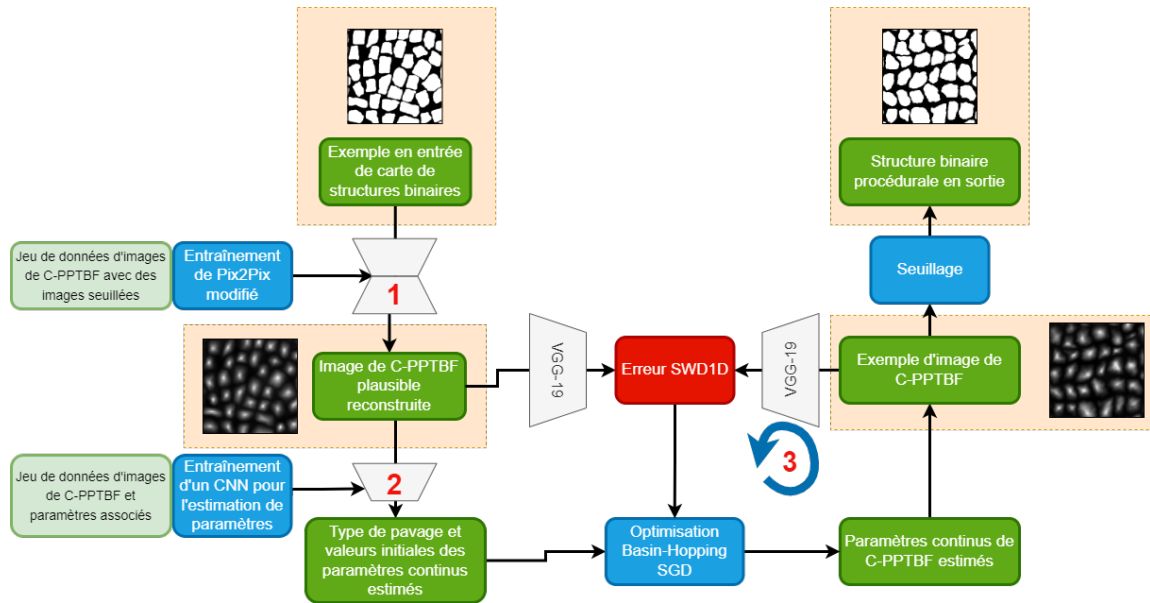 Exemple en entrée
de carte de
structures binaires
Structure binaire
procédurale en sortie
Jeu de données d'images
de C-PPTBF avec des
images seuillées
Entraînement
de Pix2Pix
modifié
1
Seuillage
Image de C-PPTBF
plausible
reconstruite
VGG-19
Erreur SWD1D
VGG-19
Exemple d'image de
C-PPTBF
3
Jeu de données d'images
de C-PPTBF et
paramètres associés
Entraînement
d'un CNN pour
l'estimation de
paramètres
2
Type de pavage et
valeurs initiales des
paramètres continus
estimés
Optimisation
Basin-Hopping
SGD
Paramètres continus de
C-PPTBF estimés